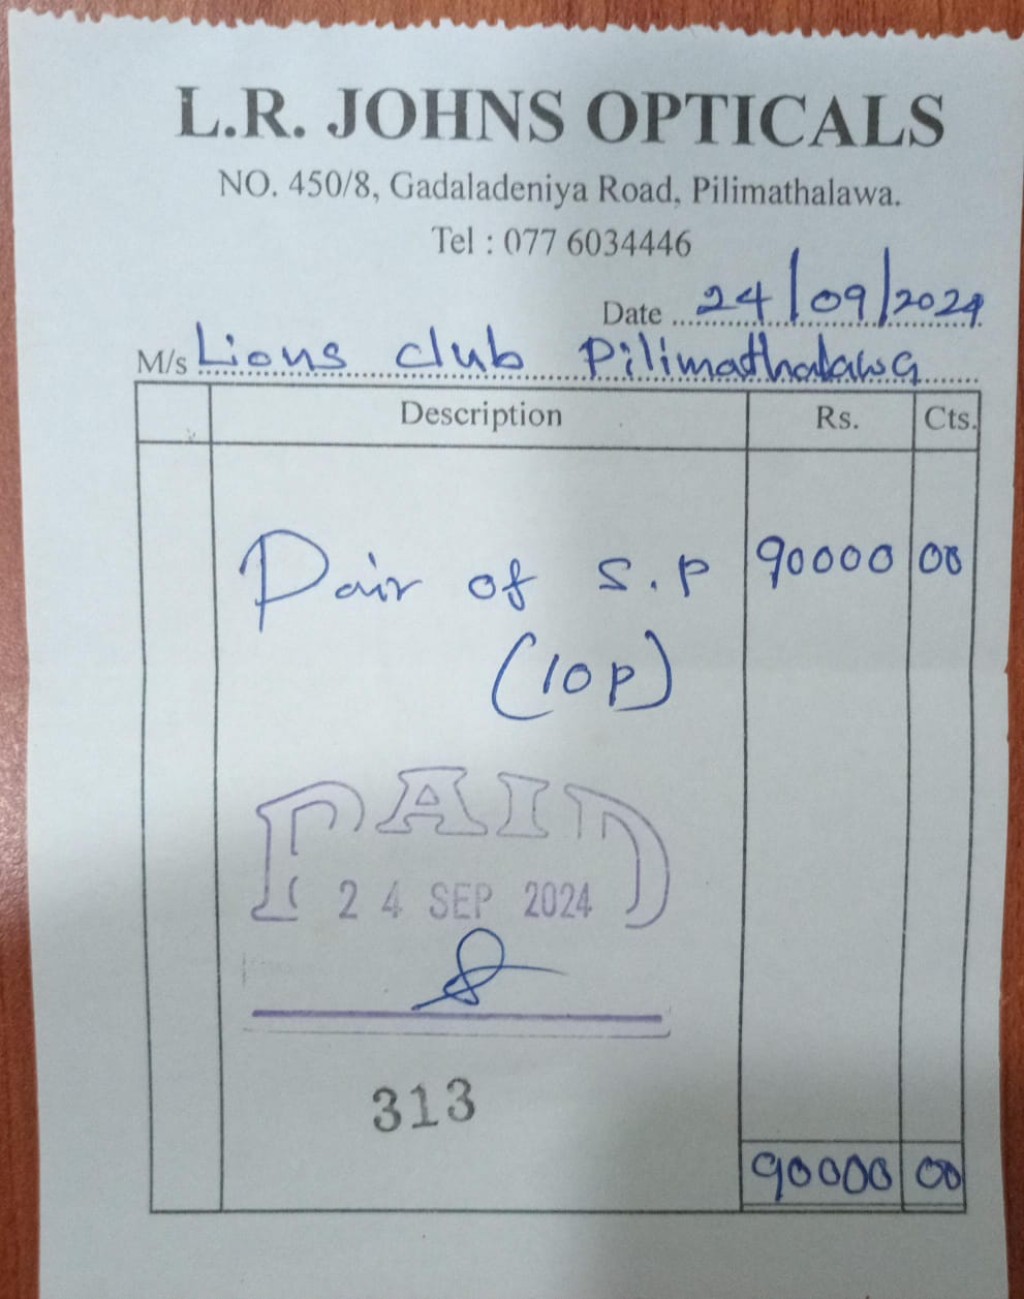 L.R. JOHNS OPTICALS
NO. 450/8, Gadaladeniya Road, Pilimathalawa.
Tel : 077 6034446
Date 24/09/2024
M/s Lions club Pilimathalawa
Description Rs. Cts.
Pair of S.P 90000 00
(10p)
PAID
24 SEP 2024
313
90000 00